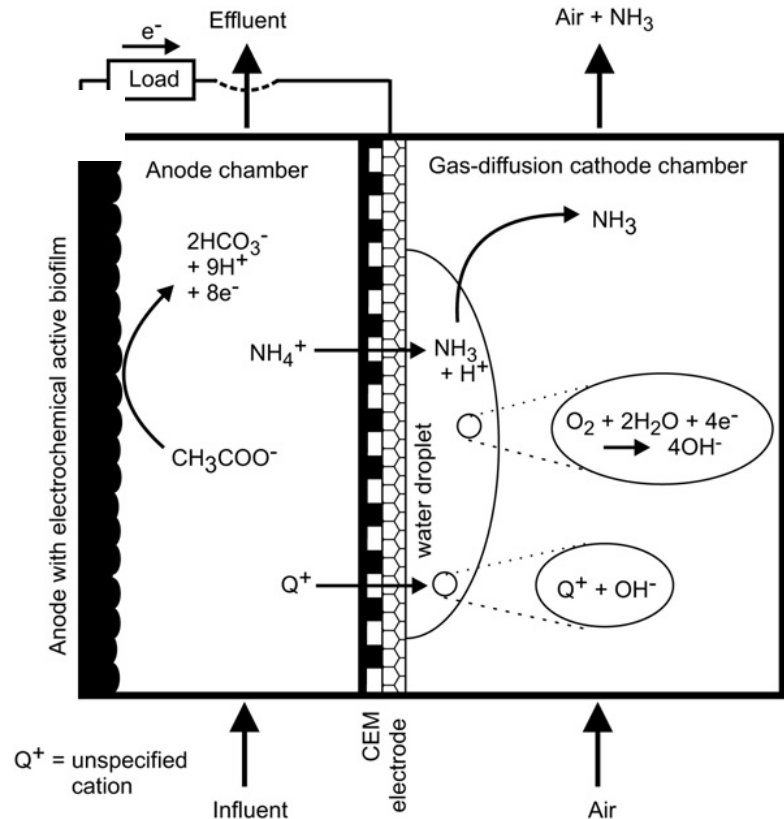 Effluent
Air + NH₃
e⁻
Load
Anode chamber
Gas-diffusion cathode chamber
Anode with electrochemical active biofilm
2HCO₃⁻
+ 9H⁺
+ 8e⁻
NH₃
NH₄⁺
NH₃
+ H⁺
O₂ + 2H₂O + 4e⁻
4OH⁻
CH₃COO⁻
water droplet
Q⁺
Q⁺ + OH⁻
CEM
electrode
Q⁺ = unspecified
cation
Influent
Air